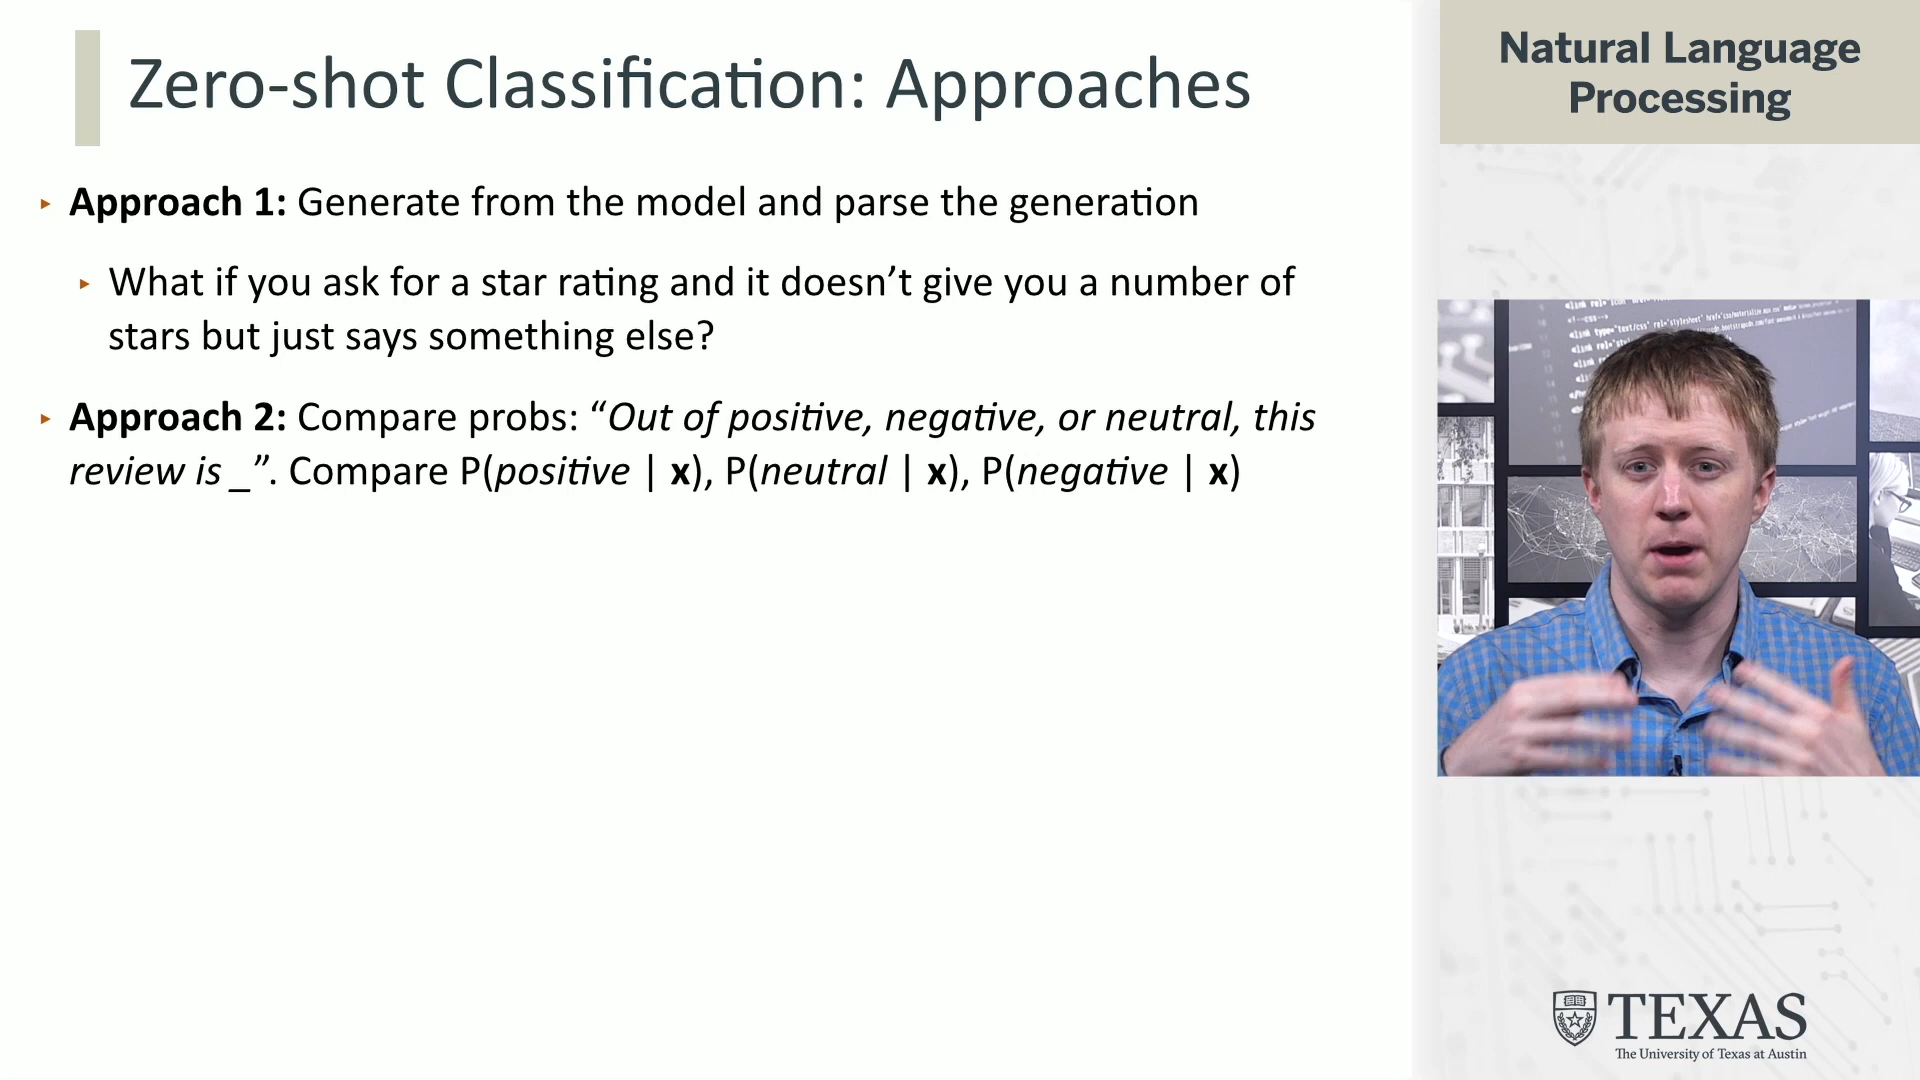 Zero-shot Classification: Approaches
Natural Language
Processing
Approach 1: Generate from the model and parse the generation
What if you ask for a star rating and it doesn’t give you a number of
stars but just says something else?
Approach 2: Compare probs: “Out of positive, negative, or neutral, this
review is _”. Compare P(positive | x), P(neutral | x), P(negative | x)
TEXAS
The University of Texas at Austin